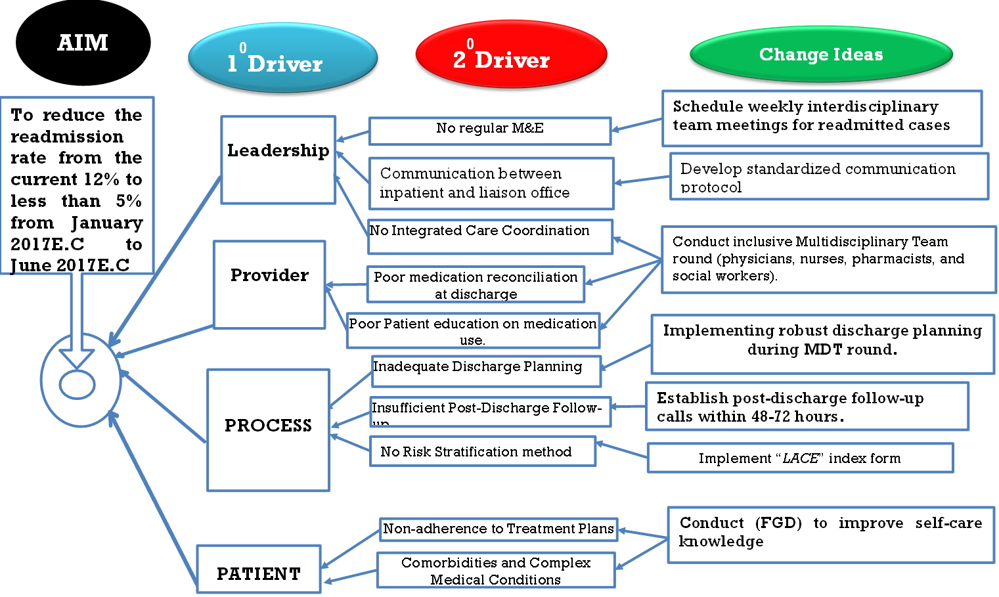 AIM
1⁰ Driver
2⁰ Driver
Change Ideas
To reduce the
readmission
rate from the
current 12% to
less than 5%
from January
2017E.C to
June 2017E.C
Leadership
Provider
PROCESS
PATIENT
No regular M&E
Communication between
inpatient and liaison office
No Integrated Care Coordination
Poor medication reconciliation
at discharge
Poor Patient education on medication
use.
Inadequate Discharge Planning
Insufficient Post-Discharge Follow-
up
No Risk Stratification method
Non-adherence to Treatment Plans
Comorbidities and Complex
Medical Conditions
Schedule weekly interdisciplinary
team meetings for readmitted cases
Develop standardized communication
protocol
Conduct inclusive Multidisciplinary Team
round (physicians, nurses, pharmacists, and
social workers).
Implementing robust discharge planning
during MDT round.
Establish post-discharge follow-up
calls within 48-72 hours.
Implement “LACE” index form
Conduct (FGD) to improve self-care
knowledge